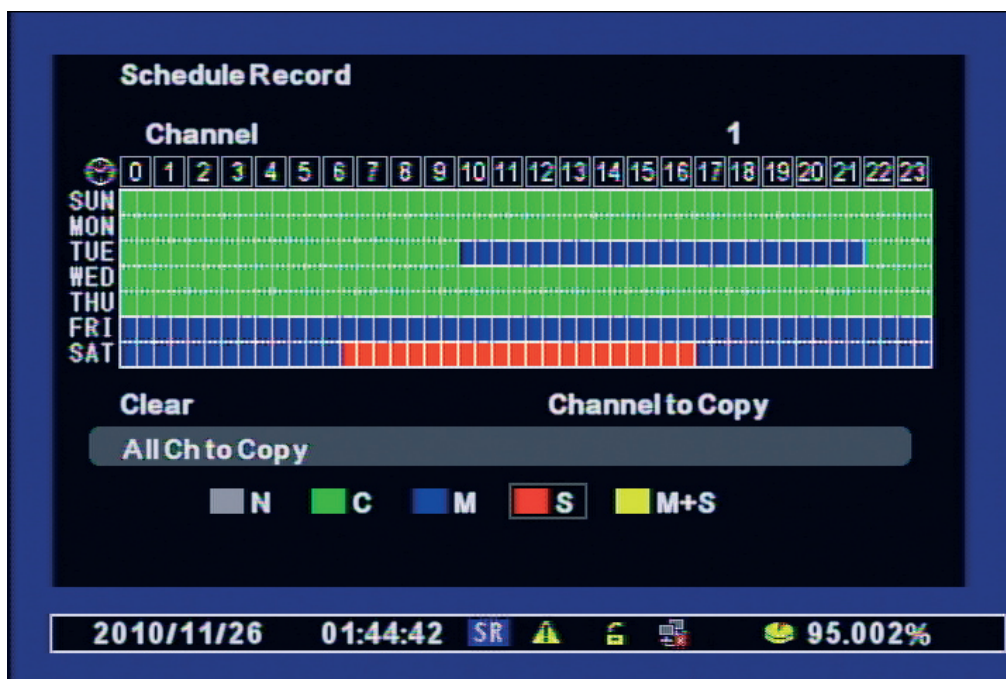 Schedule Record
Channel 1
0 1 2 3 4 5 6 7 8 9 10 11 12 13 14 15 16 17 18 19 20 21 22 23
SUN
MON
TUE
WED
THU
FRI
SAT
Clear Channel to Copy
All Ch to Copy
N C M S M+S
2010/11/26 01:44:42 SR 95.002%